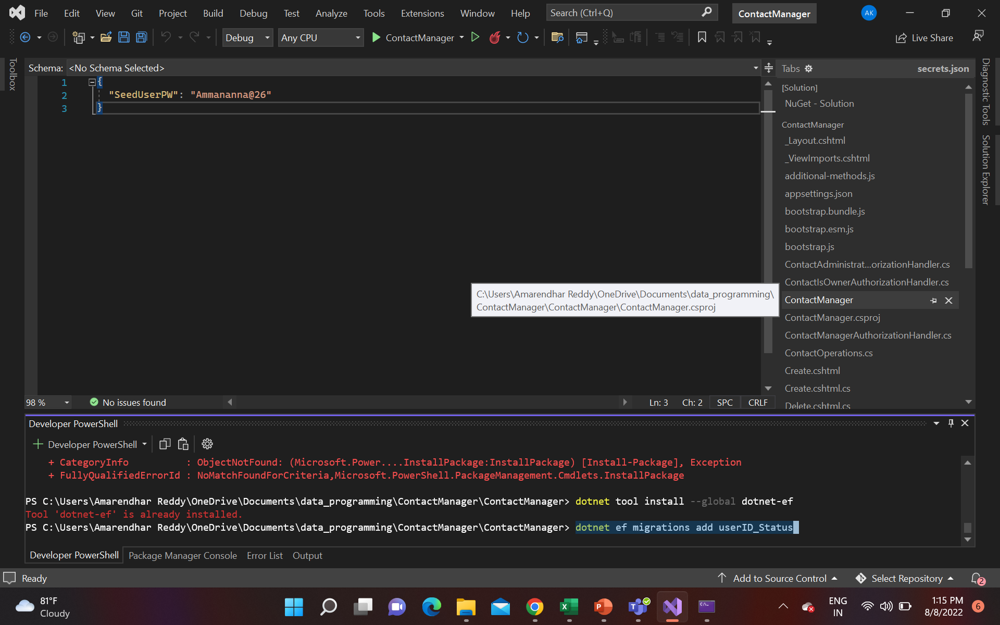 File Edit View Git Project Build Debug Test Analyze Tools Extensions Window Help Search (Ctrl+Q) ContactManager AK
Debug Any CPU ContactManager Live Share
Toolbox
Schema: <No Schema Selected>
1 {
2 "SeedUserPW": "Ammananna@26"
3 }
Tabs secrets.json
[Solution]
NuGet - Solution
ContactManager
_Layout.cshtml
_ViewImports.cshtml
additional-methods.js
appsettings.json
bootstrap.bundle.js
bootstrap.esm.js
bootstrap.js
ContactAdministrat...orizationHandler.cs
ContactIsOwnerAuthorizationHandler.cs
ContactManager
ContactManager.csproj
ContactManagerAuthorizationHandler.cs
ContactOperations.cs
Create.cshtml
Create.cshtml.cs
Delete.cshtml.cs
Diagnostic Tools
Solution Explorer
C:\Users\Amarendhar Reddy\OneDrive\Documents\data_programming\
ContactManager\ContactManager\ContactManager.csproj
98 % No issues found Ln: 3 Ch: 2 SPC CRLF
Developer PowerShell
Developer PowerShell
+ CategoryInfo : ObjectNotFound: (Microsoft.Power....InstallPackage:InstallPackage) [Install-Package], Exception
+ FullyQualifiedErrorId : NoMatchFoundForCriteria,Microsoft.PowerShell.PackageManagement.Cmdlets.InstallPackage
PS C:\Users\Amarendhar Reddy\OneDrive\Documents\data_programming\ContactManager\ContactManager> dotnet tool install --global dotnet-ef
Tool 'dotnet-ef' is already installed.
PS C:\Users\Amarendhar Reddy\OneDrive\Documents\data_programming\ContactManager\ContactManager> dotnet ef migrations add userID_Status
Developer PowerShell Package Manager Console Error List Output
Ready Add to Source Control Select Repository 2
81°F
Cloudy
ENG
IN
1:15 PM
8/8/2022
6